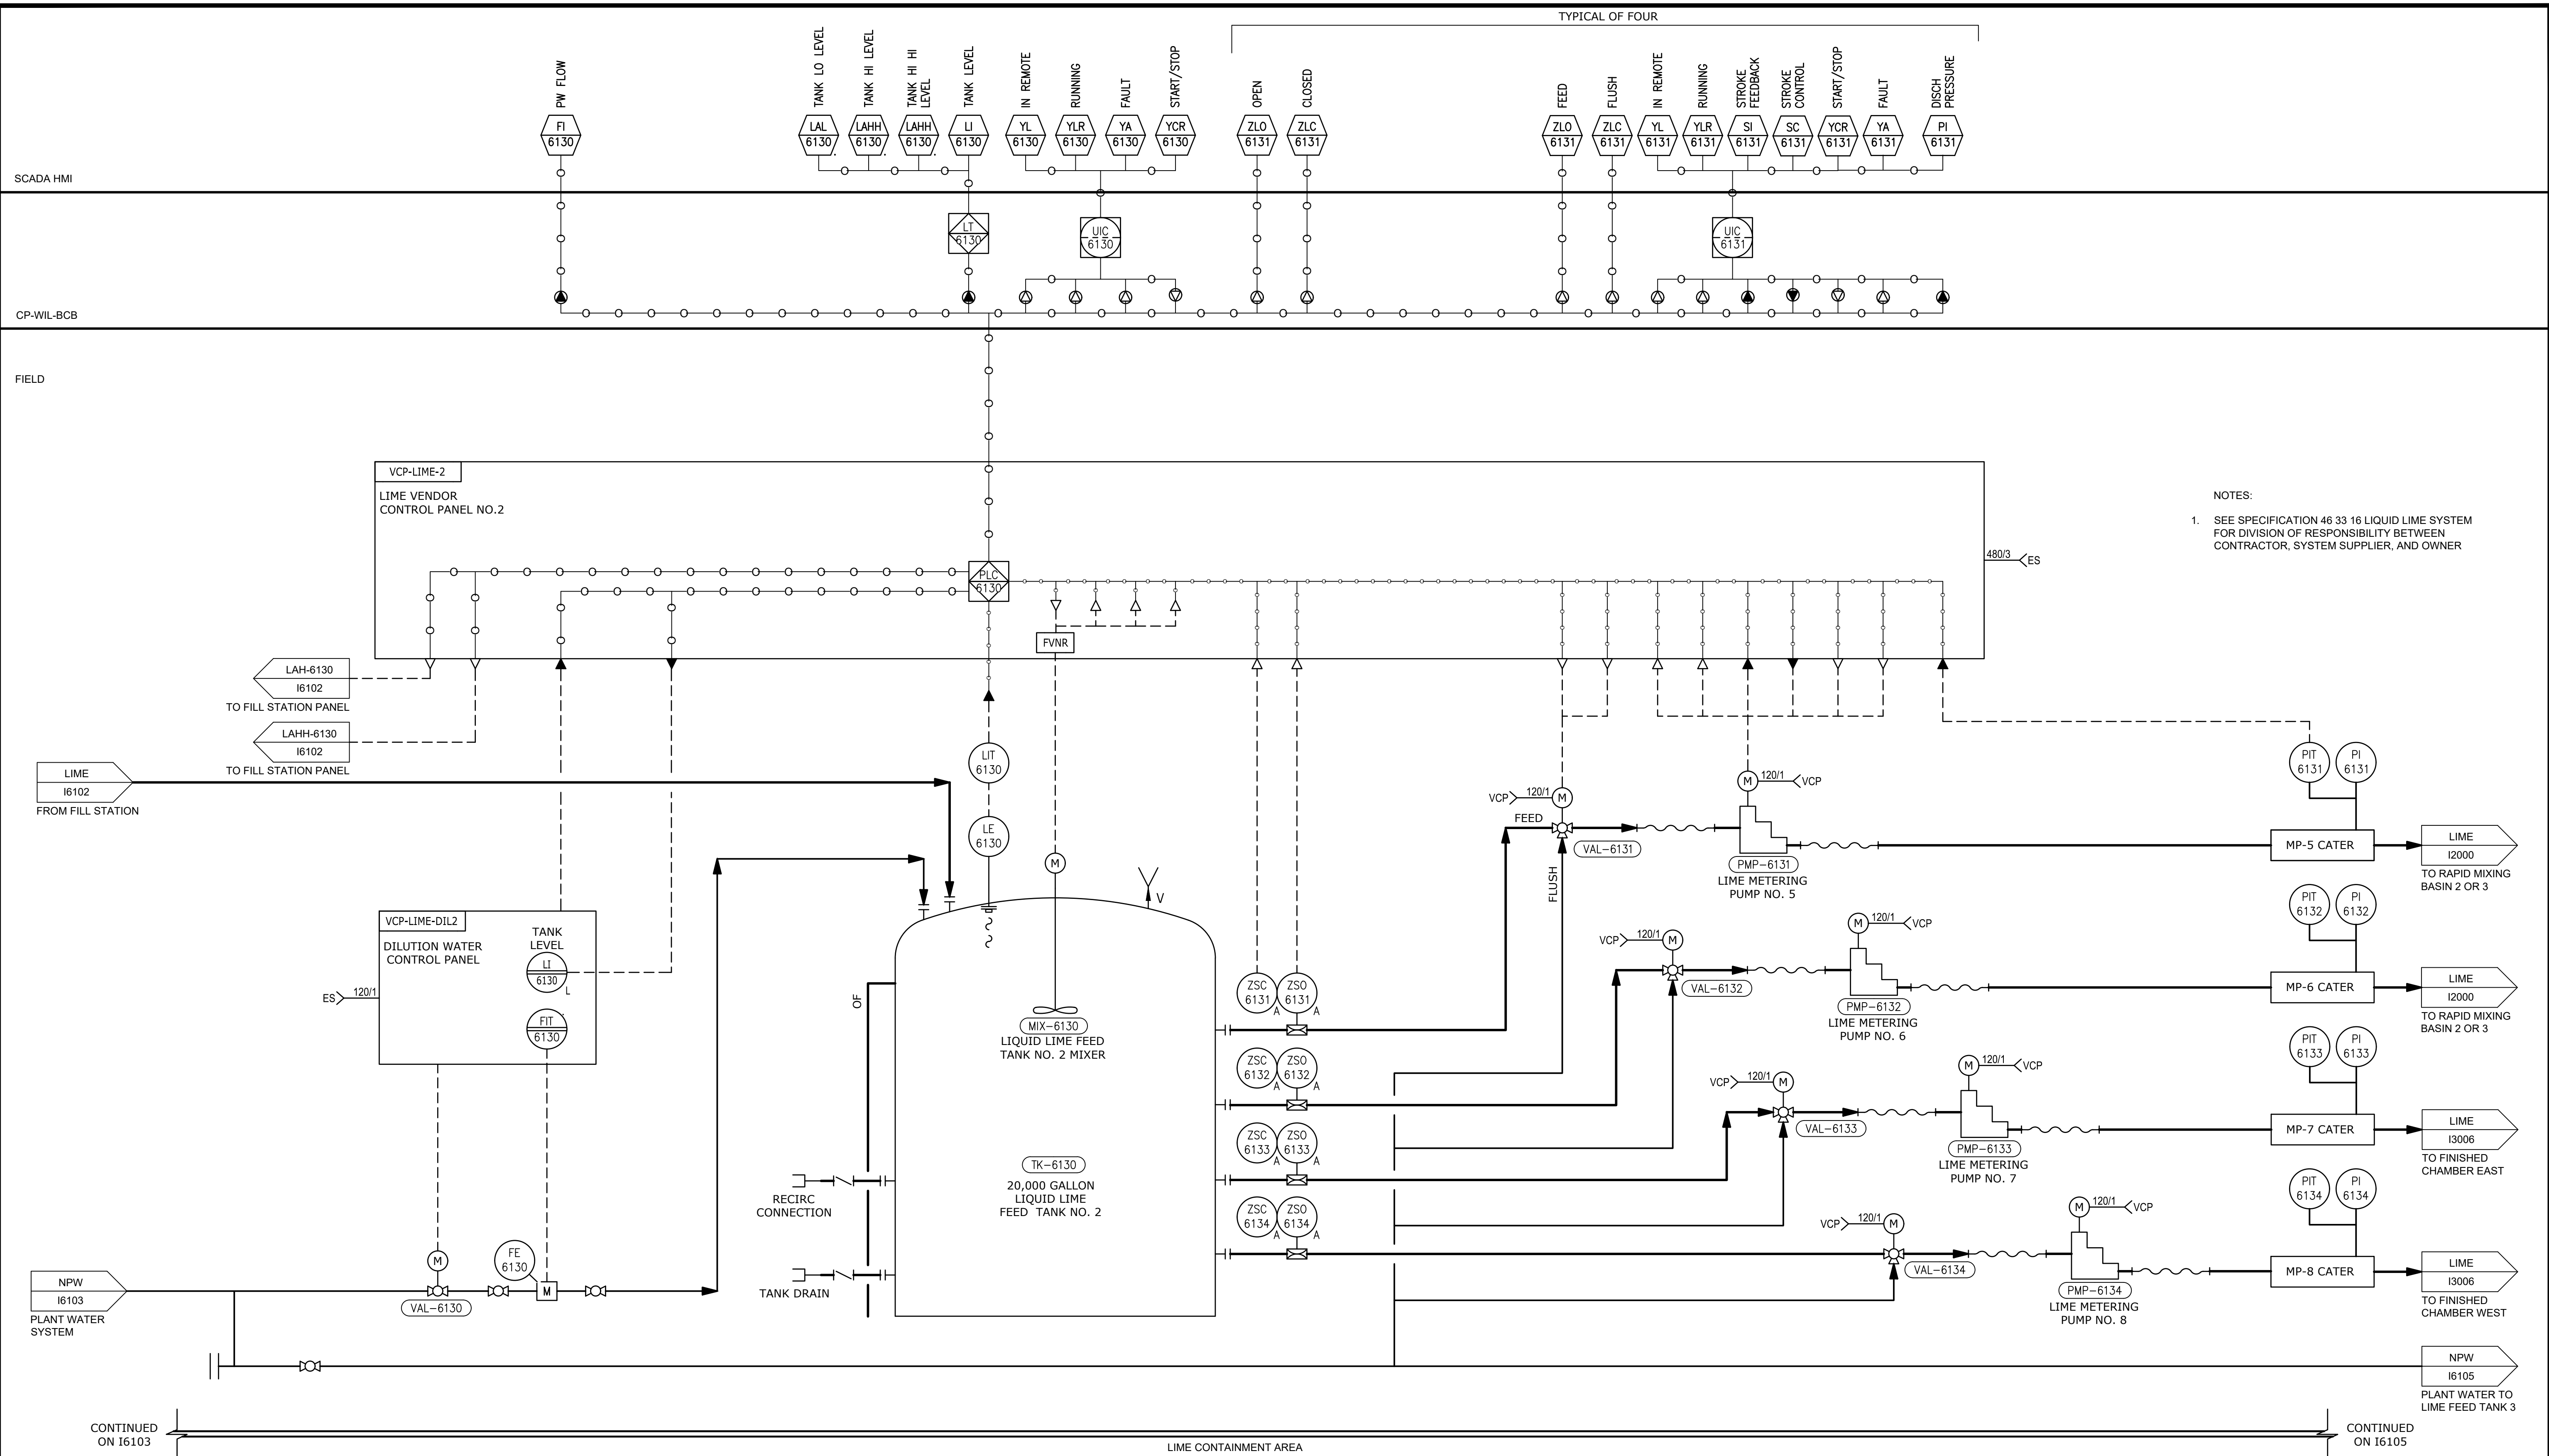 TYPICAL OF FOUR
PW FLOW
TANK LO LEVEL
TANK HI LEVEL
TANK HI HI
LEVEL
TANK LEVEL
IN REMOTE
RUNNING
FAULT
START/STOP
OPEN
CLOSED
FEED
FLUSH
IN REMOTE
RUNNING
STROKE
FEEDBACK
STROKE
CONTROL
START/STOP
FAULT
DISCH
PRESSURE
FI
6130
LAL
6130
LAHH
6130
LAHH
6130
LI
6130
YL
6130
YLR
6130
YA
6130
YCR
6130
ZLO
6131
ZLC
6131
ZLO
6131
ZLC
6131
YL
6131
YLR
6131
SI
6131
SC
6131
YCR
6131
YA
6131
PI
6131
SCADA HMI
LT
6130
UIC
6130
UIC
6131
CP-WIL-BCB
FIELD
VCP-LIME-2
LIME VENDOR
CONTROL PANEL NO.2
NOTES:
1. SEE SPECIFICATION 46 33 16 LIQUID LIME SYSTEM
FOR DIVISION OF RESPONSIBILITY BETWEEN
CONTRACTOR, SYSTEM SUPPLIER, AND OWNER
480/3
ES
PLC
6130
FVNR
LAH-6130
I6102
TO FILL STATION PANEL
LAHH-6130
I6102
TO FILL STATION PANEL
LIME
I6102
FROM FILL STATION
LIT
6130
LE
6130
M
V
VCP
120/1
M
FEED
FLUSH
VAL-6131
M
120/1
VCP
PMP-6131
LIME METERING
PUMP NO. 5
PIT
6131
PI
6131
MP-5 CATER
LIME
I2000
TO RAPID MIXING
BASIN 2 OR 3
VCP-LIME-DIL2
DILUTION WATER
CONTROL PANEL
TANK
LEVEL
LI
6130
L
FIT
6130
ES
120/1
OF
MIX-6130
LIQUID LIME FEED
TANK NO. 2 MIXER
ZSC
6131
A
ZSO
6131
A
VCP
120/1
M
VAL-6132
M
120/1
VCP
PMP-6132
LIME METERING
PUMP NO. 6
PIT
6132
PI
6132
MP-6 CATER
LIME
I2000
TO RAPID MIXING
BASIN 2 OR 3
ZSC
6132
A
ZSO
6132
A
VCP
120/1
M
VAL-6133
M
120/1
VCP
PMP-6133
LIME METERING
PUMP NO. 7
PIT
6133
PI
6133
MP-7 CATER
LIME
I3006
TO FINISHED
CHAMBER EAST
ZSC
6133
A
ZSO
6133
A
TK-6130
20,000 GALLON
LIQUID LIME
FEED TANK NO. 2
RECIRC
CONNECTION
ZSC
6134
A
ZSO
6134
A
VCP
120/1
M
VAL-6134
M
120/1
VCP
PMP-6134
LIME METERING
PUMP NO. 8
PIT
6134
PI
6134
MP-8 CATER
LIME
I3006
TO FINISHED
CHAMBER WEST
TANK DRAIN
NPW
I6103
PLANT WATER
SYSTEM
M
VAL-6130
FE
6130
M
NPW
I6105
PLANT WATER TO
LIME FEED TANK 3
CONTINUED
ON I6103
LIME CONTAINMENT AREA
CONTINUED
ON I6105